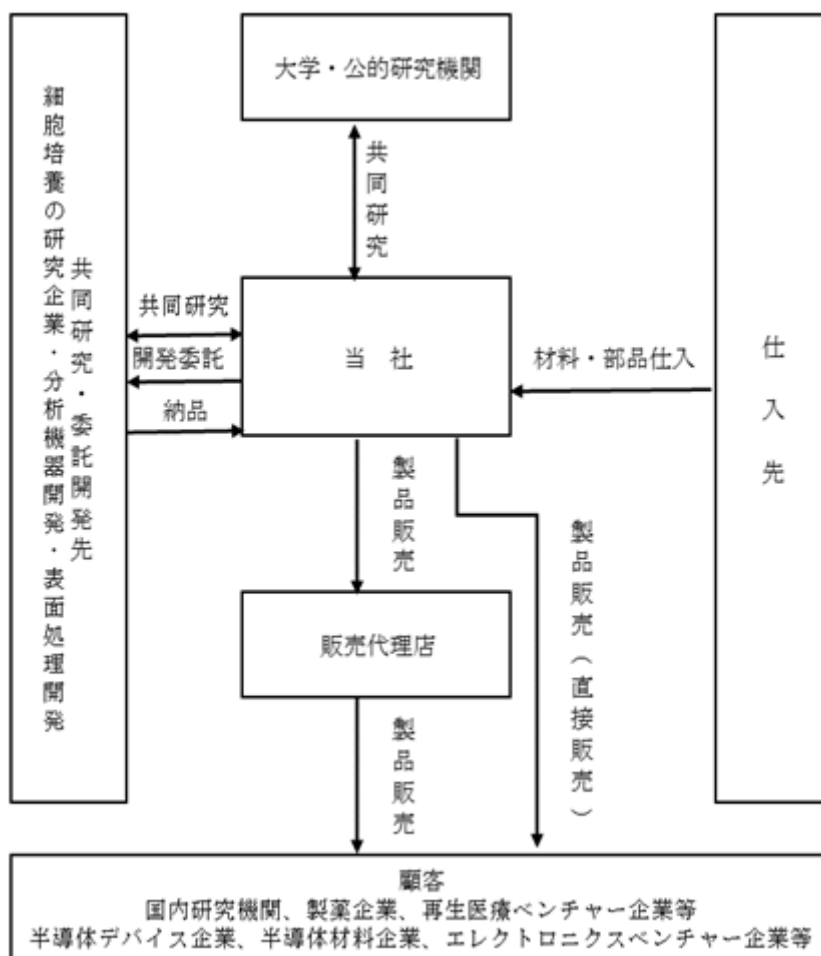 大学・公的研究機関
共同研究
共同研究・委託開発先
細胞培養の研究企業・分析機器開発・表面処理開発
共同研究
開発委託
納品
当 社
材料・部品仕入
仕入先
製品販売
製品販売(直接販売)
販売代理店
製品販売
顧客
国内研究機関、製薬企業、再生医療ベンチャー企業等
半導体デバイス企業、半導体材料企業、エレクトロニクスベンチャー企業等